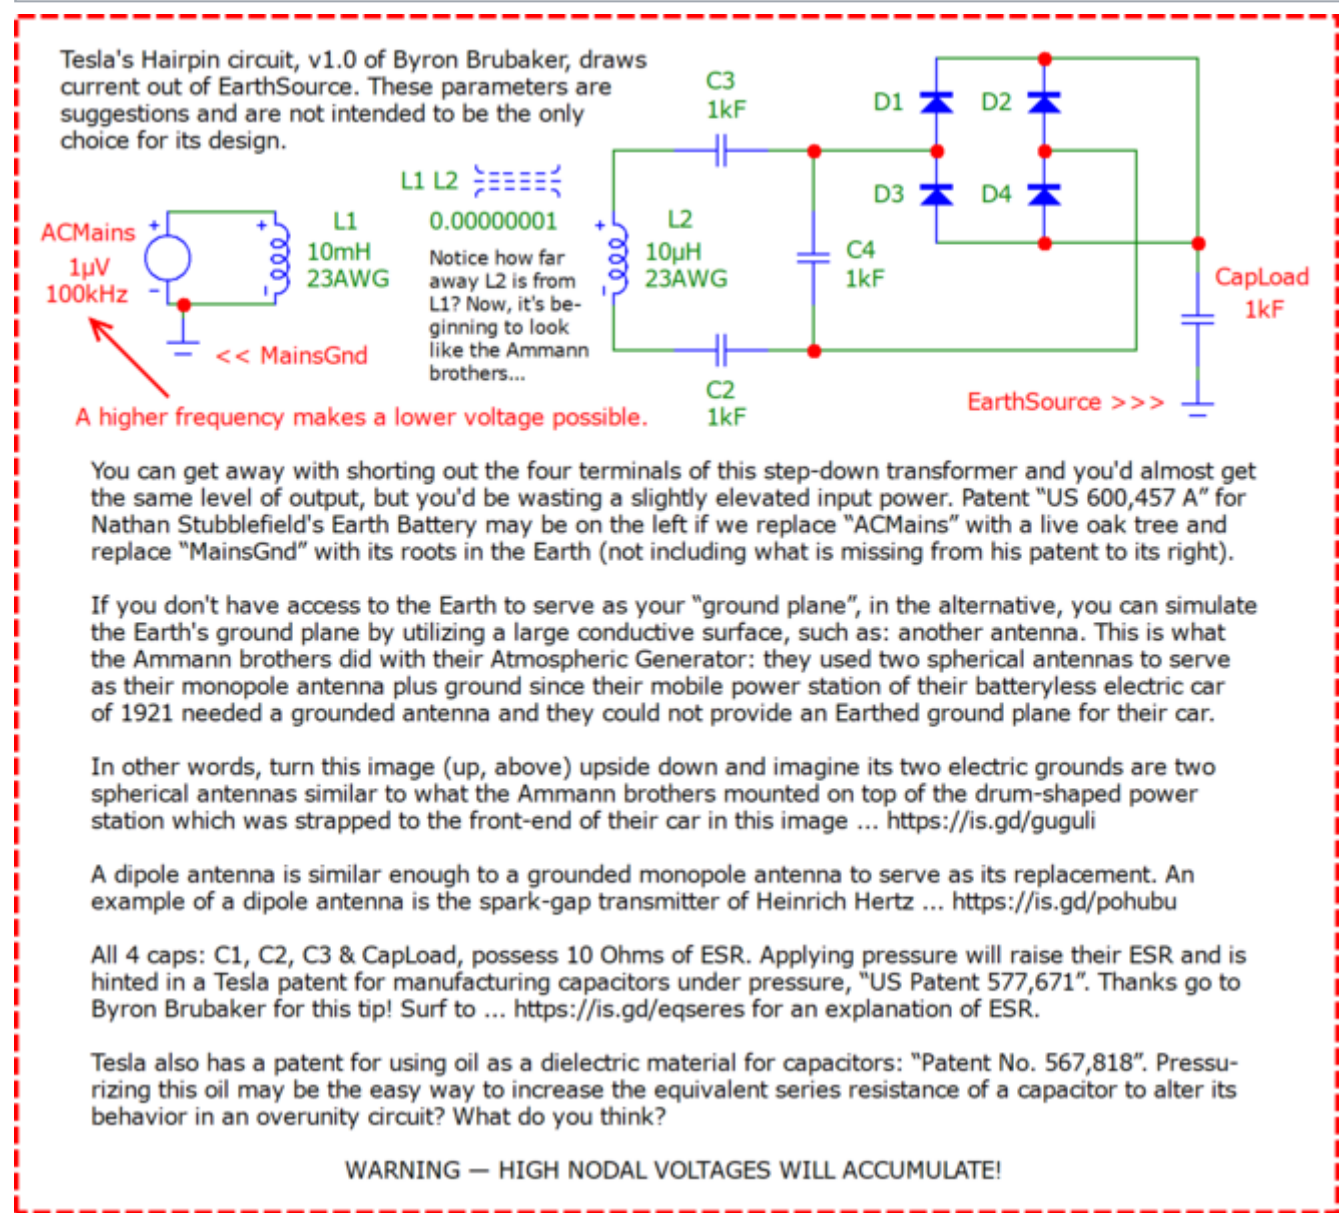 Tesla's Hairpin circuit, v1.0 of Byron Brubaker, draws
current out of EarthSource. These parameters are
suggestions and are not intended to be the only
choice for its design.
C3
1kF
D1
D2
L1 L2
D3
D4
ACMains
1µV
100kHz
+
-
+
-
L1
10mH
23AWG
0.00000001
Notice how far
away L2 is from
L1? Now, it's be-
ginning to look
like the Ammann
brothers...
+
-
L2
10µH
23AWG
C4
1kF
CapLoad
1kF
<< MainsGnd
C2
1kF
EarthSource >>>
A higher frequency makes a lower voltage possible.
You can get away with shorting out the four terminals of this step-down transformer and you'd almost get
the same level of output, but you'd be wasting a slightly elevated input power. Patent “US 600,457 A” for
Nathan Stubblefield's Earth Battery may be on the left if we replace “ACMains” with a live oak tree and
replace “MainsGnd” with its roots in the Earth (not including what is missing from his patent to its right).
If you don't have access to the Earth to serve as your “ground plane”, in the alternative, you can simulate
the Earth's ground plane by utilizing a large conductive surface, such as: another antenna. This is what
the Ammann brothers did with their Atmospheric Generator: they used two spherical antennas to serve
as their monopole antenna plus ground since their mobile power station of their batteryless electric car
of 1921 needed a grounded antenna and they could not provide an Earthed ground plane for their car.
In other words, turn this image (up, above) upside down and imagine its two electric grounds are two
spherical antennas similar to what the Ammann brothers mounted on top of the drum-shaped power
station which was strapped to the front-end of their car in this image ... https://is.gd/guguli
A dipole antenna is similar enough to a grounded monopole antenna to serve as its replacement. An
example of a dipole antenna is the spark-gap transmitter of Heinrich Hertz ... https://is.gd/pohubu
All 4 caps: C1, C2, C3 & CapLoad, possess 10 Ohms of ESR. Applying pressure will raise their ESR and is
hinted in a Tesla patent for manufacturing capacitors under pressure, “US Patent 577,671”. Thanks go to
Byron Brubaker for this tip! Surf to ... https://is.gd/eqseres for an explanation of ESR.
Tesla also has a patent for using oil as a dielectric material for capacitors: “Patent No. 567,818”. Pressu-
rizing this oil may be the easy way to increase the equivalent series resistance of a capacitor to alter its
behavior in an overunity circuit? What do you think?
WARNING — HIGH NODAL VOLTAGES WILL ACCUMULATE!